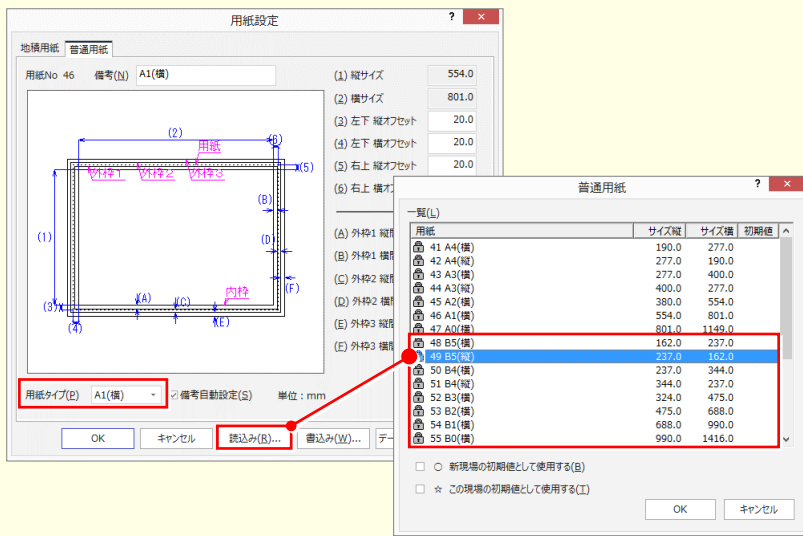 用紙設定
? ×
地積用紙 普通用紙
用紙No 46 備考(N) A1(横)
(1) 縦サイズ 554.0
(2) 横サイズ 801.0
(3) 左下 縦オフセット 20.0
(4) 左下 横オフセット 20.0
(5) 右上 縦オフセット 20.0
(6) 右上 横オフ
(A) 外枠1 縦
(B) 外枠1 横
(C) 外枠2 縦
(D) 外枠2 横
(E) 外枠3 縦
(F) 外枠3 横
(2)
(6)
用紙
(5)
外枠1 外枠2 外枠3
(B)
(1)
(D)
(F)
内枠
(A) (C)
(3)
(E)
(4)
用紙タイプ(P) A1(横) 備考自動設定(S) 単位:mm
OK キャンセル 読込み(R)... 書込み(W)... デー
普通用紙
? ×
一覧(L)
用紙 サイズ縦 サイズ横 初期値
41 A4(横) 190.0 277.0
42 A4(縦) 277.0 190.0
43 A3(横) 277.0 400.0
44 A3(縦) 400.0 277.0
45 A2(横) 380.0 554.0
46 A1(横) 554.0 801.0
47 A0(横) 801.0 1149.0
48 B5(横) 162.0 237.0
49 B5(縦) 237.0 162.0
50 B4(横) 237.0 344.0
51 B4(縦) 344.0 237.0
52 B3(横) 324.0 475.0
53 B2(横) 475.0 688.0
54 B1(横) 688.0 990.0
55 B0(横) 990.0 1416.0
○ 新現場の初期値として使用する(B)
☆ この現場の初期値として使用する(T)
OK キャンセル